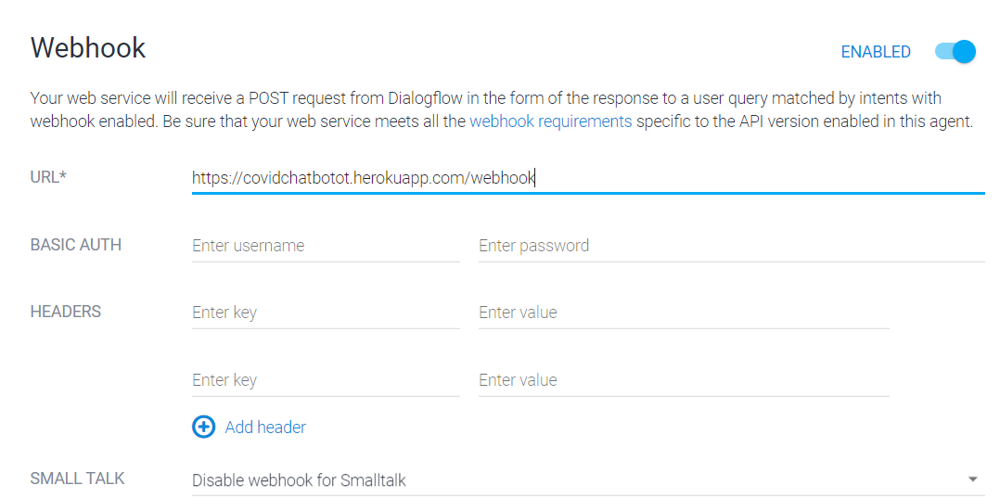 Webhook
ENABLED
Your web service will receive a POST request from Dialogflow in the form of the response to a user query matched by intents with
webhook enabled. Be sure that your web service meets all the webhook requirements specific to the API version enabled in this agent.
URL*
https://covidchatbotot.herokuapp.com/webhook
BASIC AUTH
Enter username
Enter password
HEADERS
Enter key
Enter value
Enter key
Enter value
Add header
SMALL TALK
Disable webhook for Smalltalk